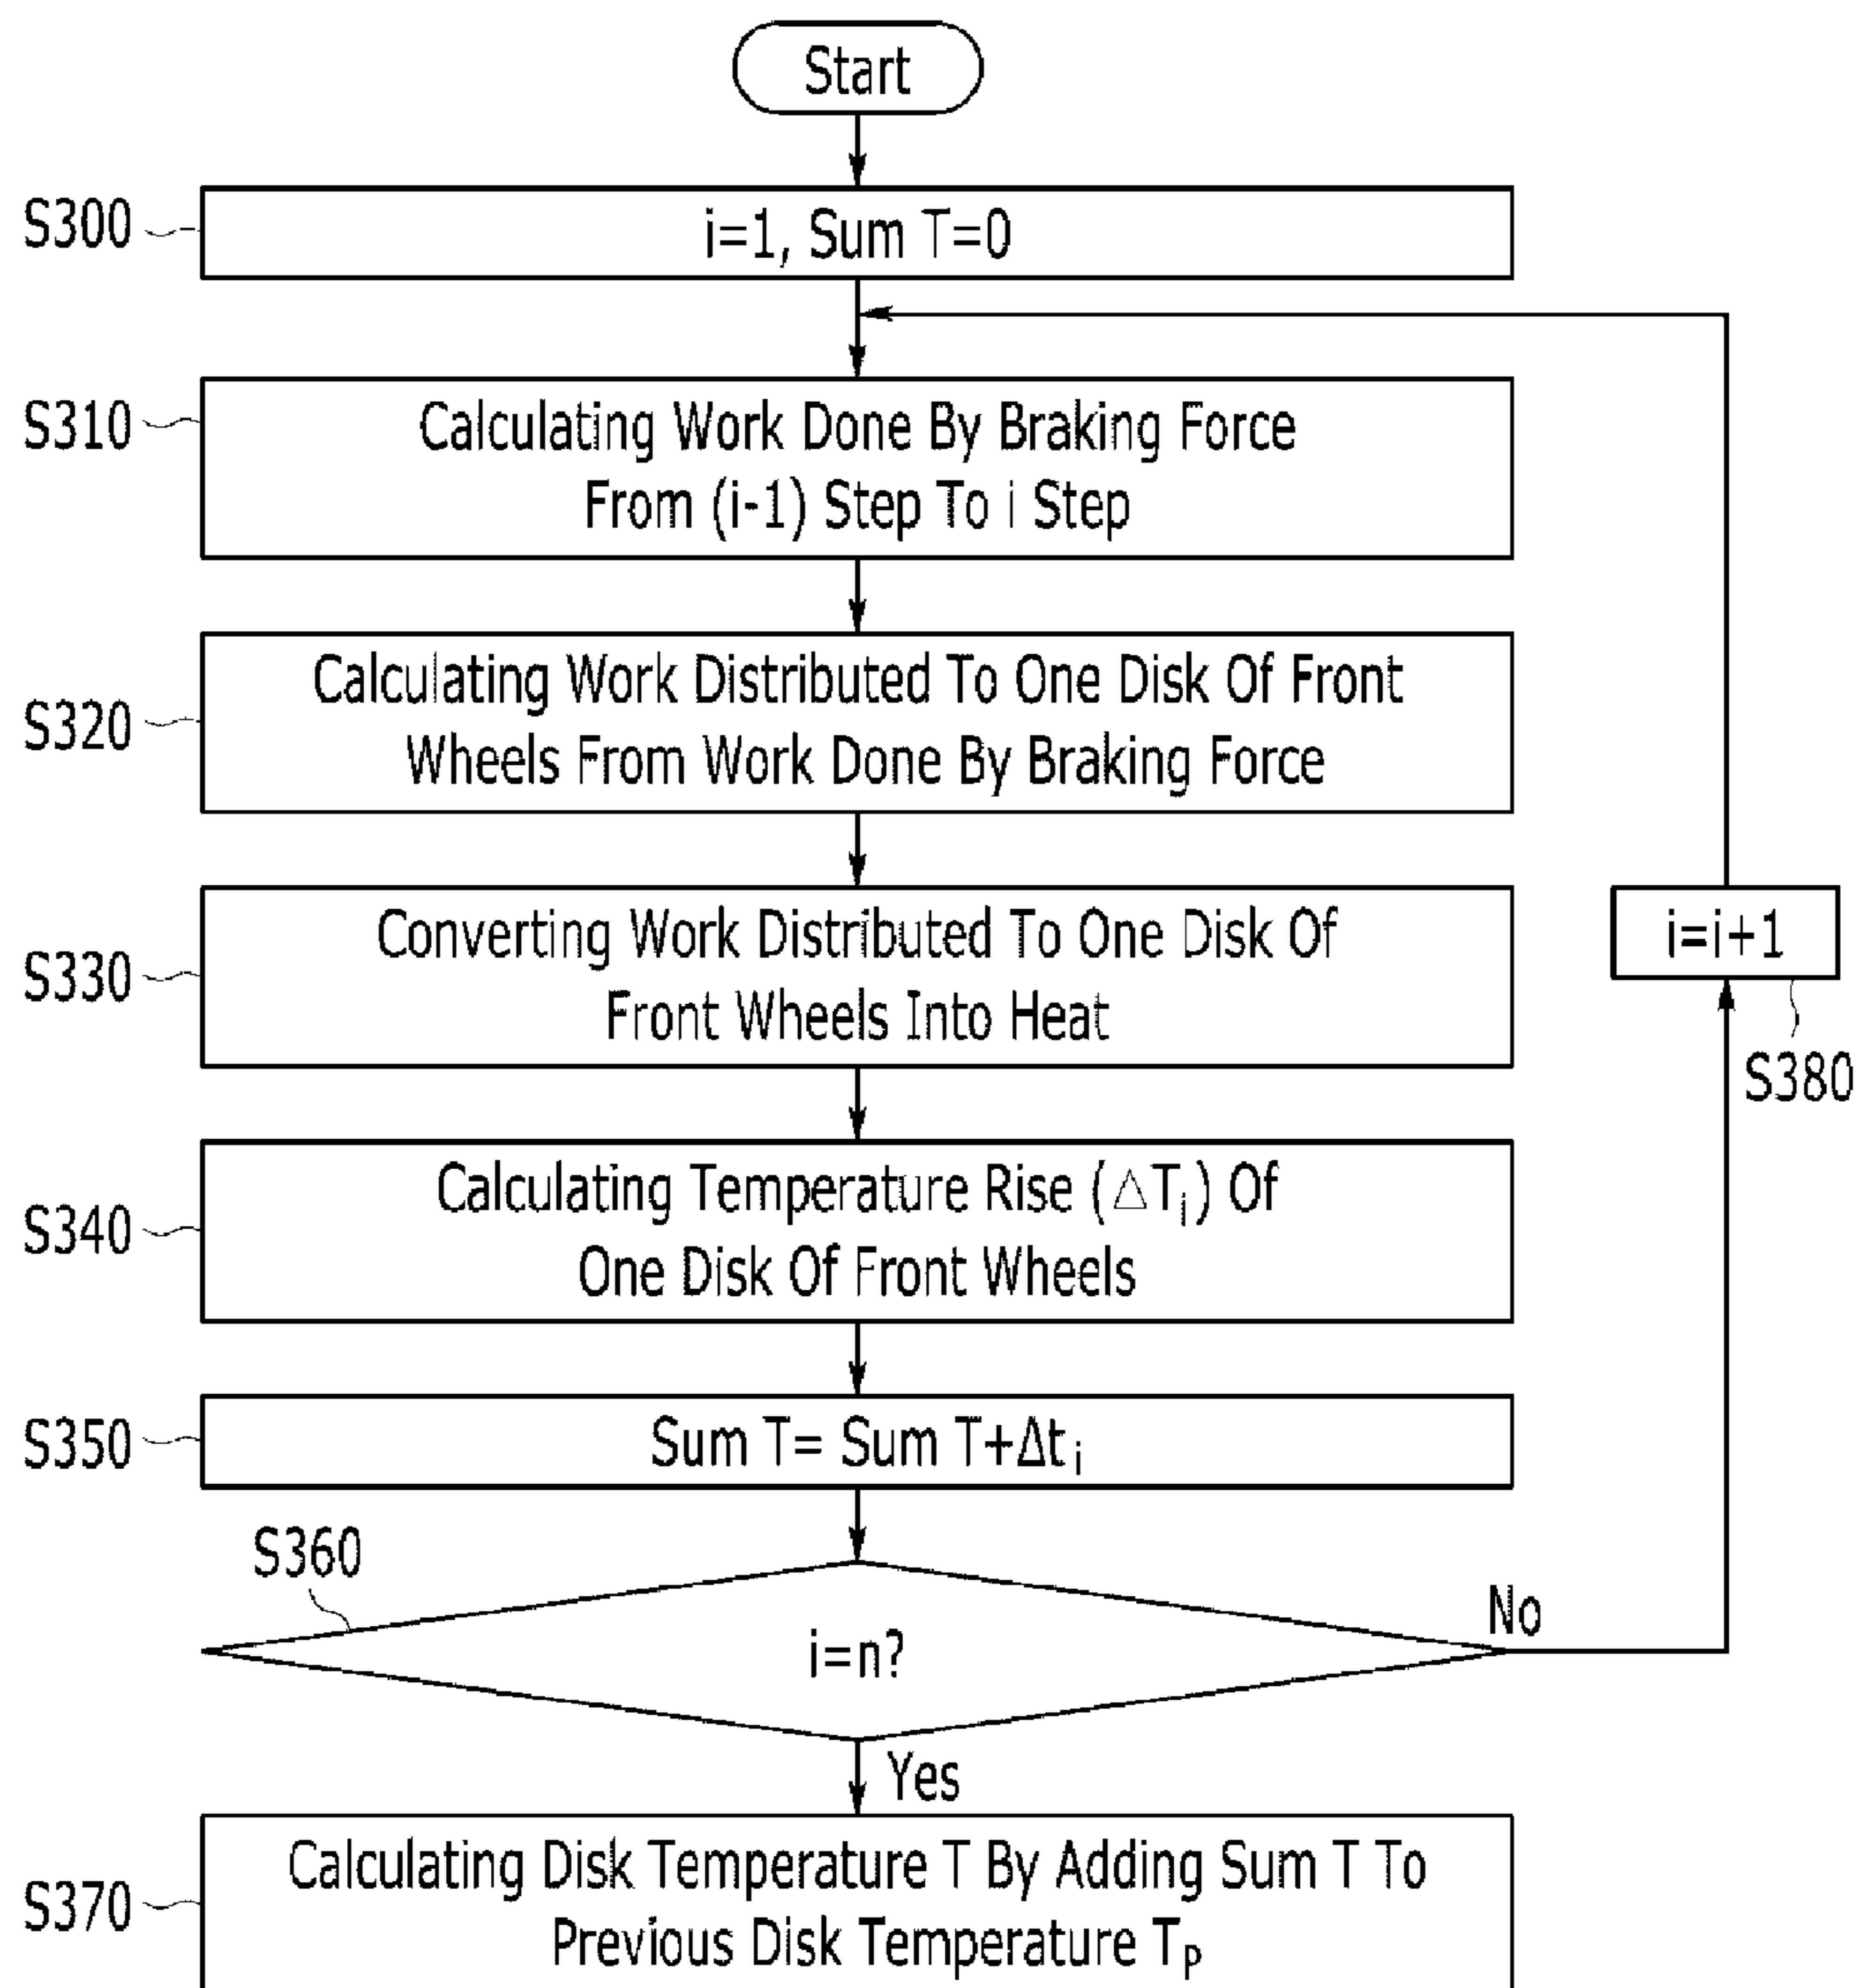 Start
S300
i=1, Sum T=0
S310
Calculating Work Done By Braking Force
From (i-1) Step To i Step
S320
Calculating Work Distributed To One Disk Of Front
Wheels From Work Done By Braking Force
S330
Converting Work Distributed To One Disk Of
Front Wheels Into Heat
i=i+1
S380
S340
Calculating Temperature Rise (△Tᵢ) Of
One Disk Of Front Wheels
S350
Sum T= Sum T+Δtᵢ
S360
i=n?
No
Yes
S370
Calculating Disk Temperature T By Adding Sum T To
Previous Disk Temperature Tₚ